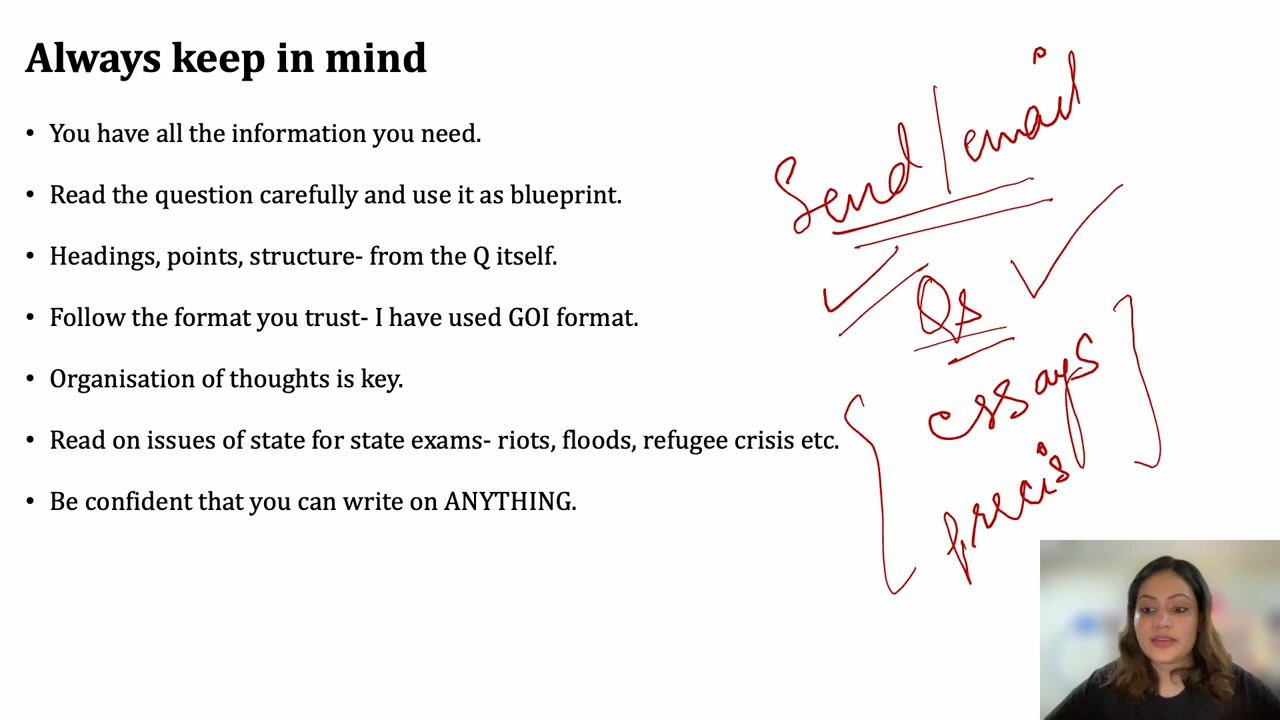 Always keep in mind
• You have all the information you need.
• Read the question carefully and use it as blueprint.
• Headings, points, structure- from the Q itself.
• Follow the format you trust- I have used GOI format.
• Organisation of thoughts is key.
• Read on issues of state for state exams- riots, floods, refugee crisis etc.
• Be confident that you can write on ANYTHING.
Send/email
Qs
essays
precis